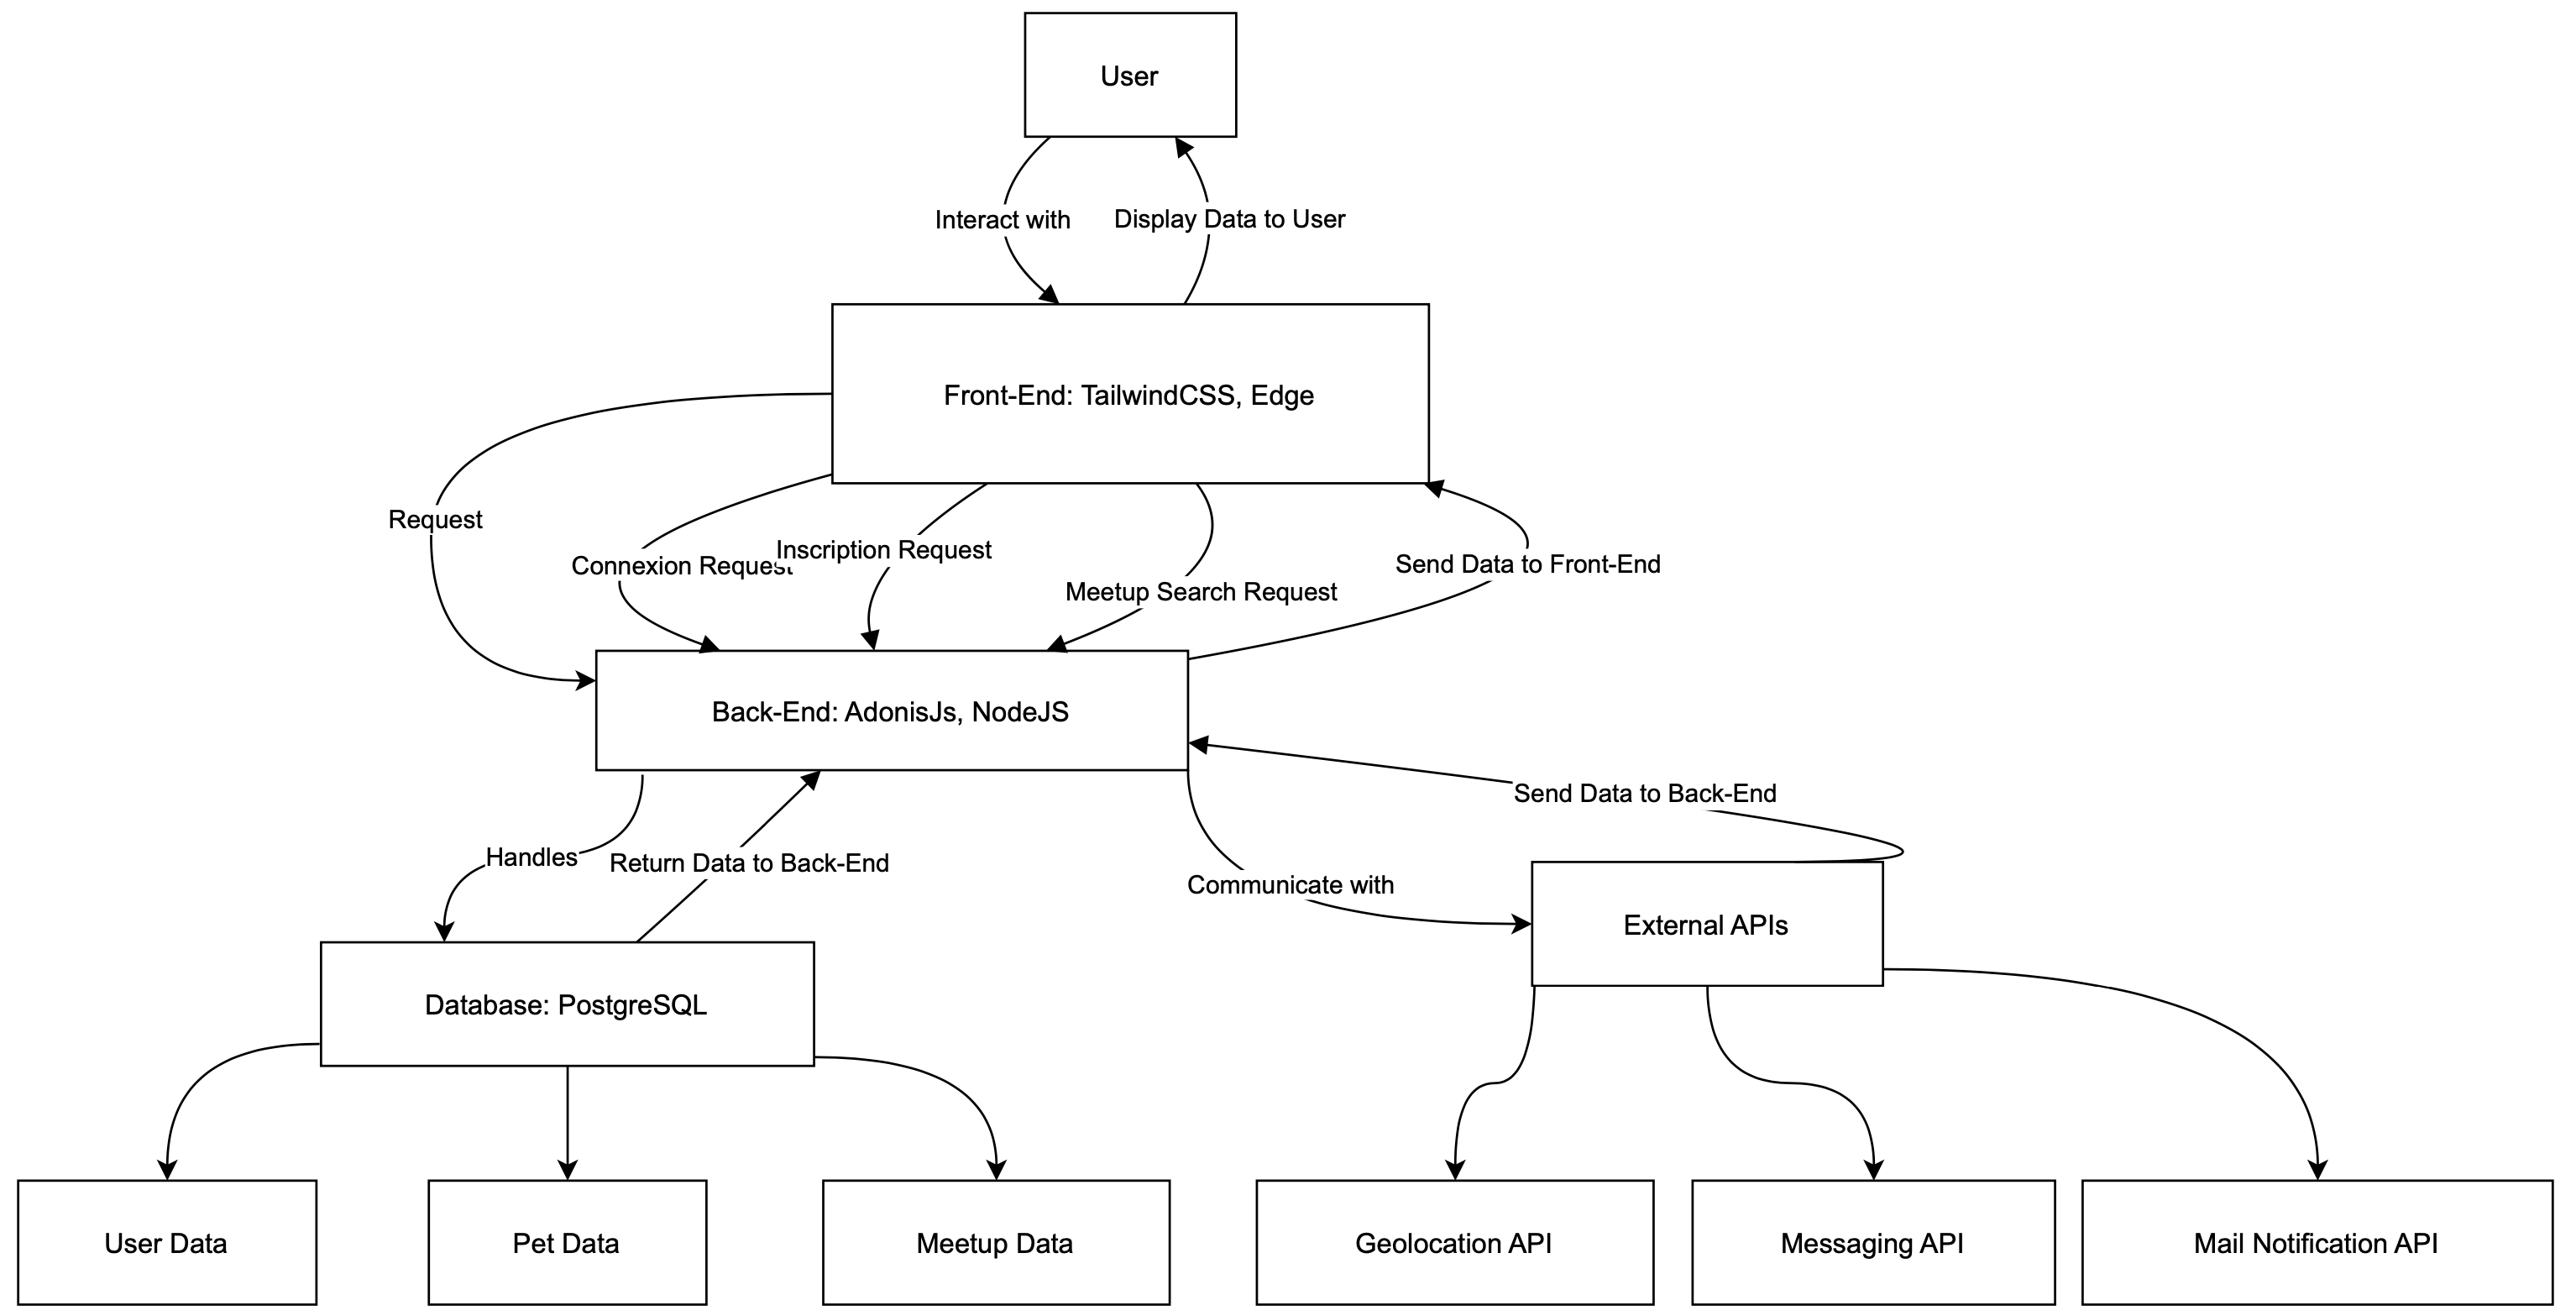 User
Interact with
Display Data to User
Front-End: TailwindCSS, Edge
Request
Connexion Request
Inscription Request
Meetup Search Request
Send Data to Front-End
Back-End: AdonisJs, NodeJS
Send Data to Back-End
Handles
Return Data to Back-End
Communicate with
External APIs
Database: PostgreSQL
User Data
Pet Data
Meetup Data
Geolocation API
Messaging API
Mail Notification API